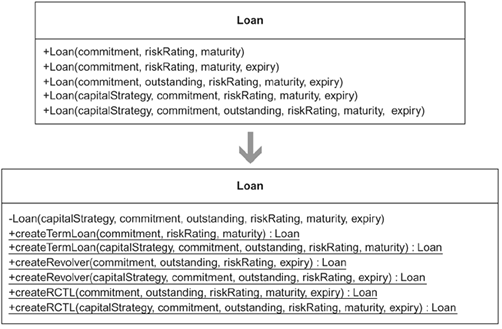 Loan
+Loan(commitment, riskRating, maturity)
+Loan(commitment, riskRating, maturity, expiry)
+Loan(commitment, outstanding, riskRating, maturity, expiry)
+Loan(capitalStrategy, commitment, riskRating, maturity, expiry)
+Loan(capitalStrategy, commitment, outstanding, riskRating, maturity, expiry)
Loan
-Loan(capitalStrategy, commitment, outstanding, riskRating, maturity, expiry)
+createTermLoan(commitment, riskRating, maturity) : Loan
+createTermLoan(capitalStrategy, commitment, outstanding, riskRating, maturity) : Loan
+createRevolver(commitment, outstanding, riskRating, expiry) : Loan
+createRevolver(capitalStrategy, commitment, outstanding, riskRating, expiry) : Loan
+createRCTL(commitment, outstanding, riskRating, maturity, expiry) : Loan
+createRCTL(capitalStrategy, commitment, outstanding, riskRating, maturity, expiry) : Loan